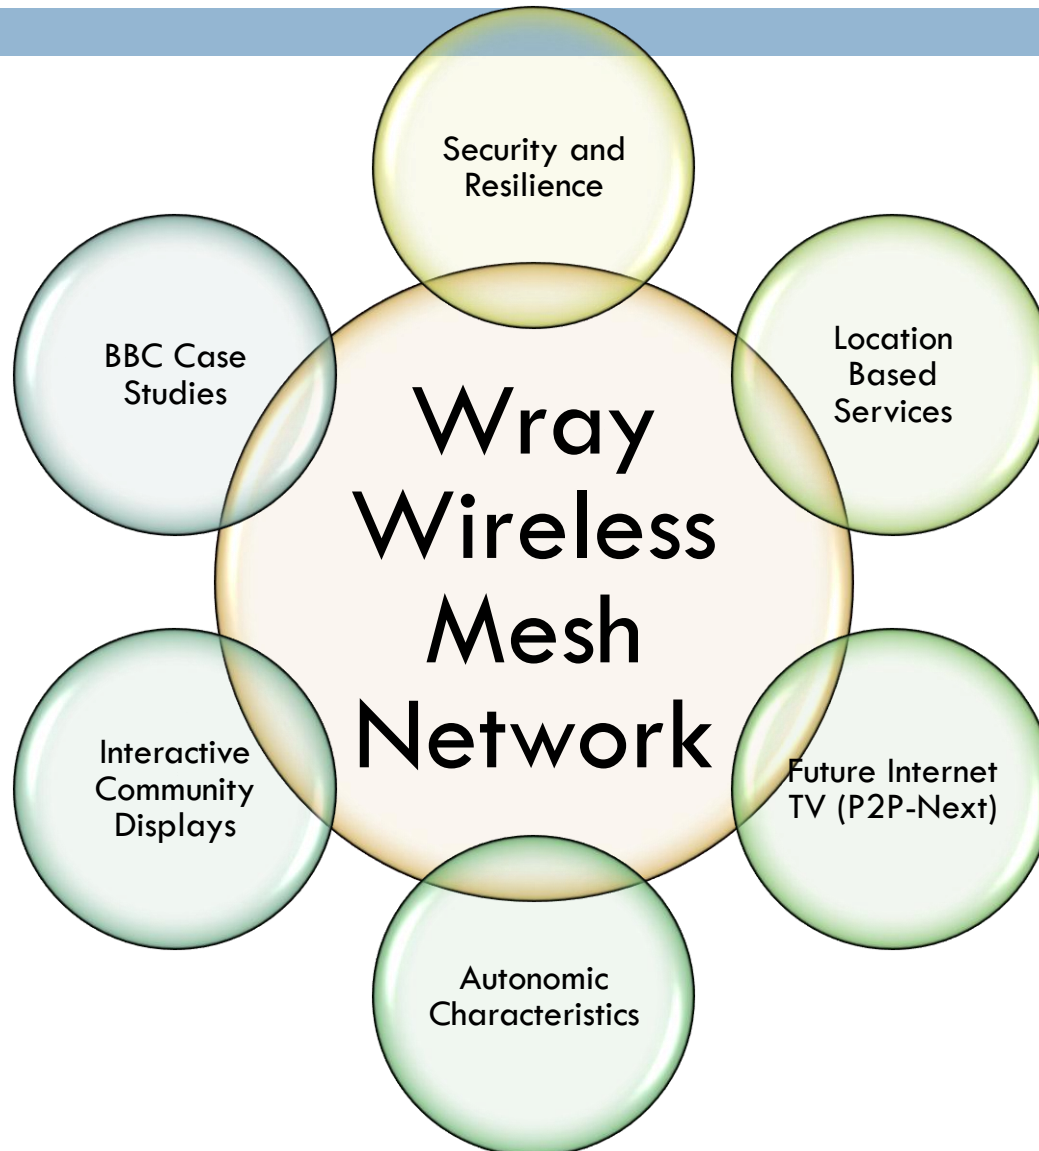 Security and
Resilience
BBC Case
Studies
Location
Based
Services
Wray
Wireless
Mesh
Network
Interactive
Community
Displays
Future Internet
TV (P2P-Next)
Autonomic
Characteristics